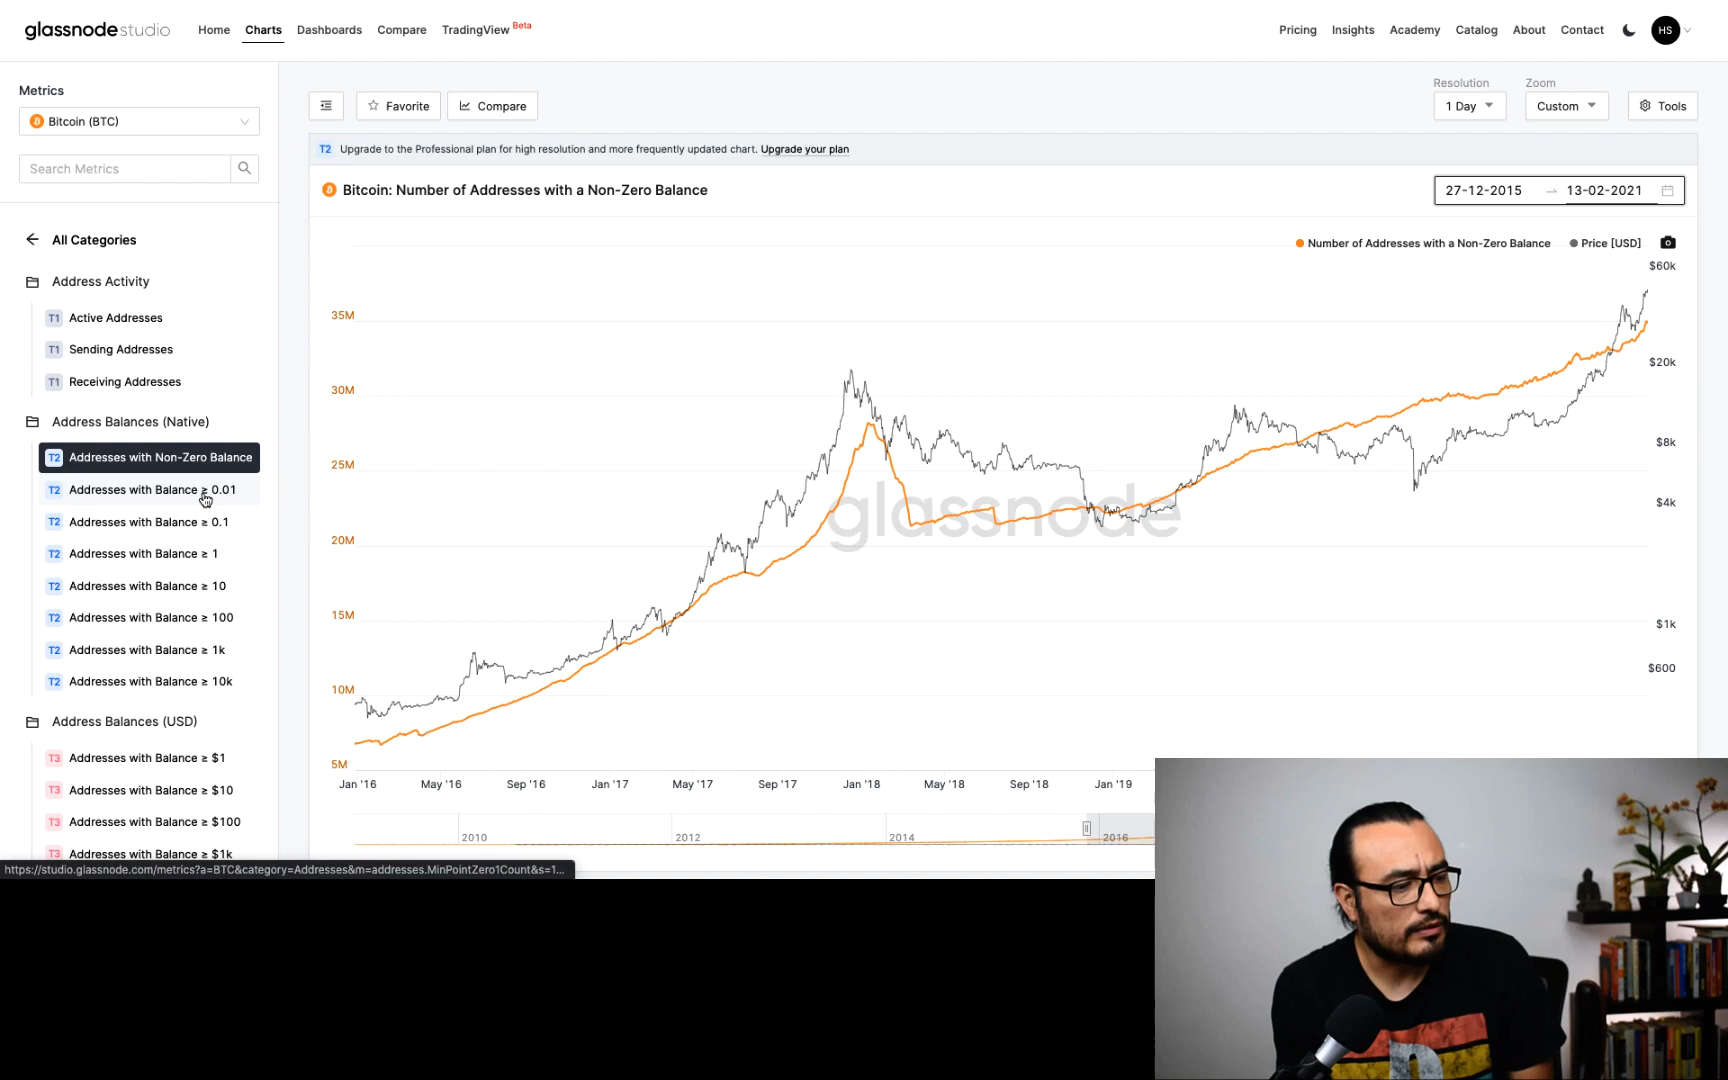 glassnode studio
Home Charts Dashboards Compare TradingView Beta
Pricing Insights Academy Catalog About Contact HS
Metrics
Bitcoin (BTC)
Search Metrics
All Categories
Address Activity
T1 Active Addresses
T1 Sending Addresses
T1 Receiving Addresses
Address Balances (Native)
T2 Addresses with Non-Zero Balance
T2 Addresses with Balance ≥ 0.01
T2 Addresses with Balance ≥ 0.1
T2 Addresses with Balance ≥ 1
T2 Addresses with Balance ≥ 10
T2 Addresses with Balance ≥ 100
T2 Addresses with Balance ≥ 1k
T2 Addresses with Balance ≥ 10k
Address Balances (USD)
T3 Addresses with Balance ≥ $1
T3 Addresses with Balance ≥ $10
T3 Addresses with Balance ≥ $100
T3 Addresses with Balance ≥ $1k
https://studio.glassnode.com/metrics?a=BTC&category=Addresses&m=addresses.MinPointZero1Count&s=1...
Favorite Compare
Resolution
1 Day
Zoom
Custom
Tools
T2 Upgrade to the Professional plan for high resolution and more frequently updated chart. Upgrade your plan
Bitcoin: Number of Addresses with a Non-Zero Balance
27-12-2015 → 13-02-2021
Number of Addresses with a Non-Zero Balance Price [USD]
35M
30M
25M
20M
15M
10M
5M
$60k
$20k
$8k
$4k
$1k
$600
glassnode
Jan '16 May '16 Sep '16 Jan '17 May '17 Sep '17 Jan '18 May '18 Sep '18 Jan '19
2010 2012 2014 2016